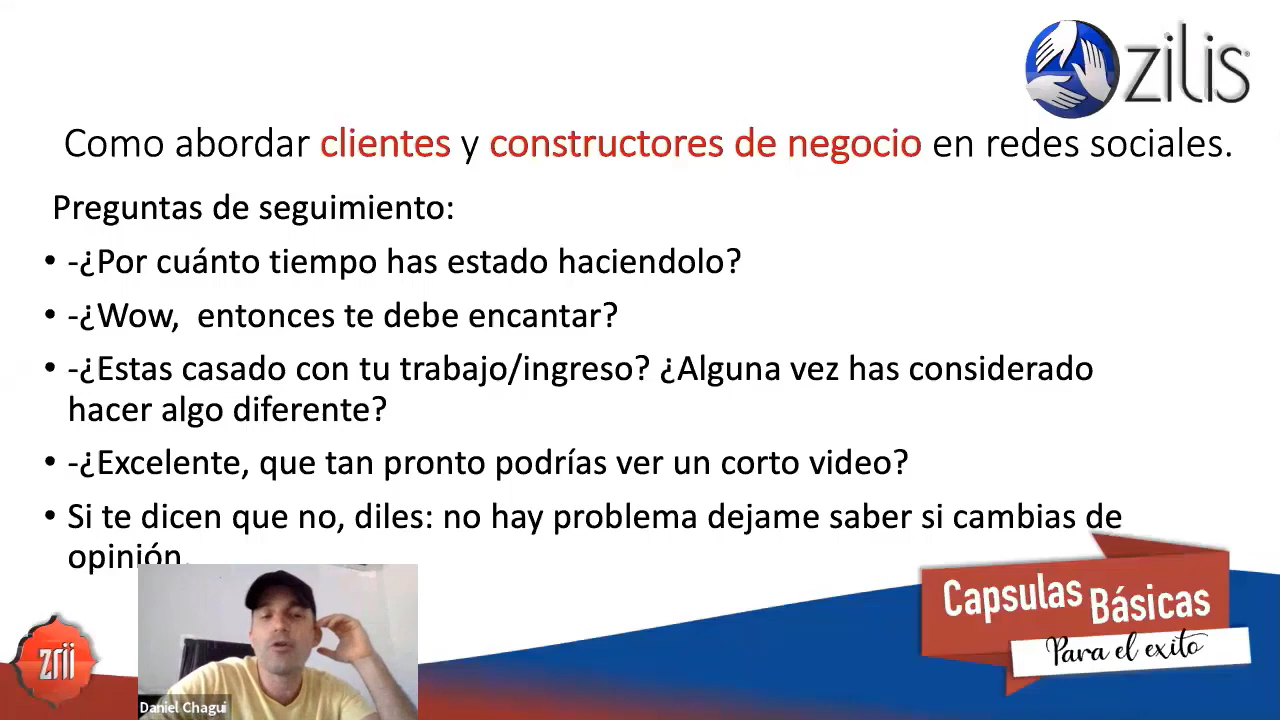 zilis
Como abordar clientes y constructores de negocio en redes sociales.
Preguntas de seguimiento:
• -¿Por cuánto tiempo has estado haciendolo?
• -¿Wow, entonces te debe encantar?
• -¿Estas casado con tu trabajo/ingreso? ¿Alguna vez has considerado
hacer algo diferente?
• -¿Excelente, que tan pronto podrías ver un corto video?
• Si te dicen que no, diles: no hay problema dejame saber si cambias de
opinión.
Capsulas Básicas
Para el exito
zrii
Daniel Chagui